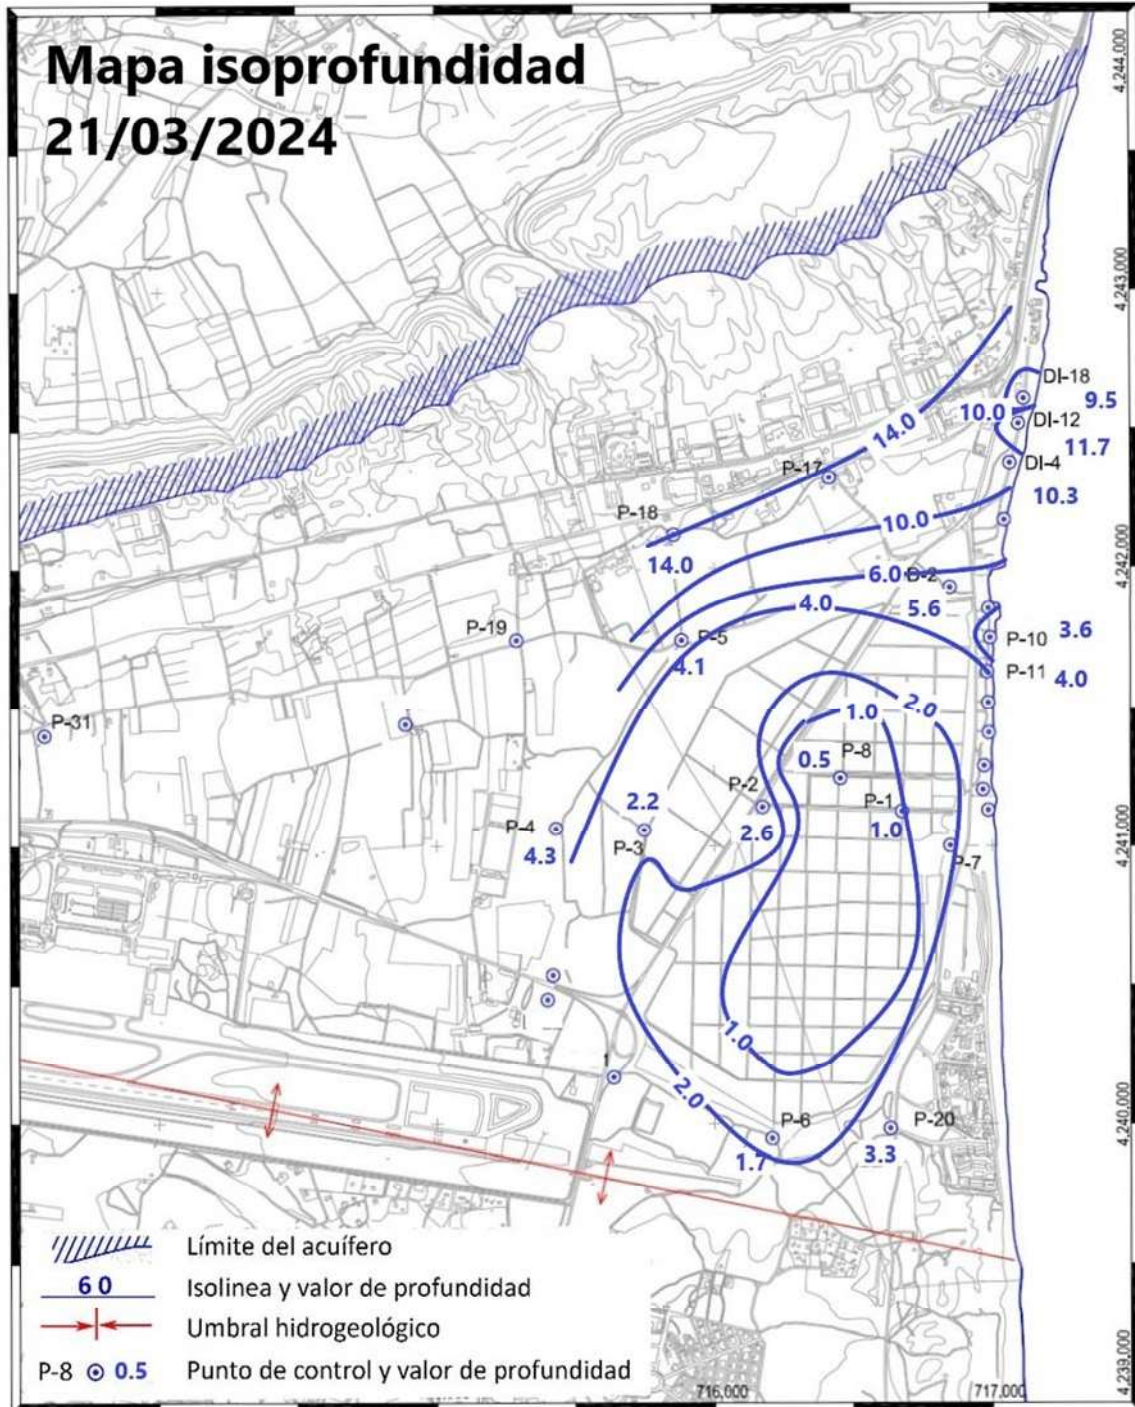 Mapa isoprofundidad
21/03/2024
4,244,000
4,243,000
DI-18
9.5
10.0
DI-12
14.0
11.7
DI-4
P-17
10.3
P-18
10.0
14.0
4,242,000
6.0
D-2
5.6
4.0
P-19
P-5
4.1
P-10
3.6
P-11
4.0
P-31
2.0
1.0
P-8
0.5
P-2
P-1
2.2
2.6
1.0
P-4
4.3
P-3
4,241,000
P-7
1.0
1
2.0
P-6
P-20
4,240,000
1.7
3.3
Límite del acuífero
6 0 Isolinea y valor de profundidad
Umbral hidrogeológico
P-8 0.5 Punto de control y valor de profundidad
716,000
717,000
4,239,000